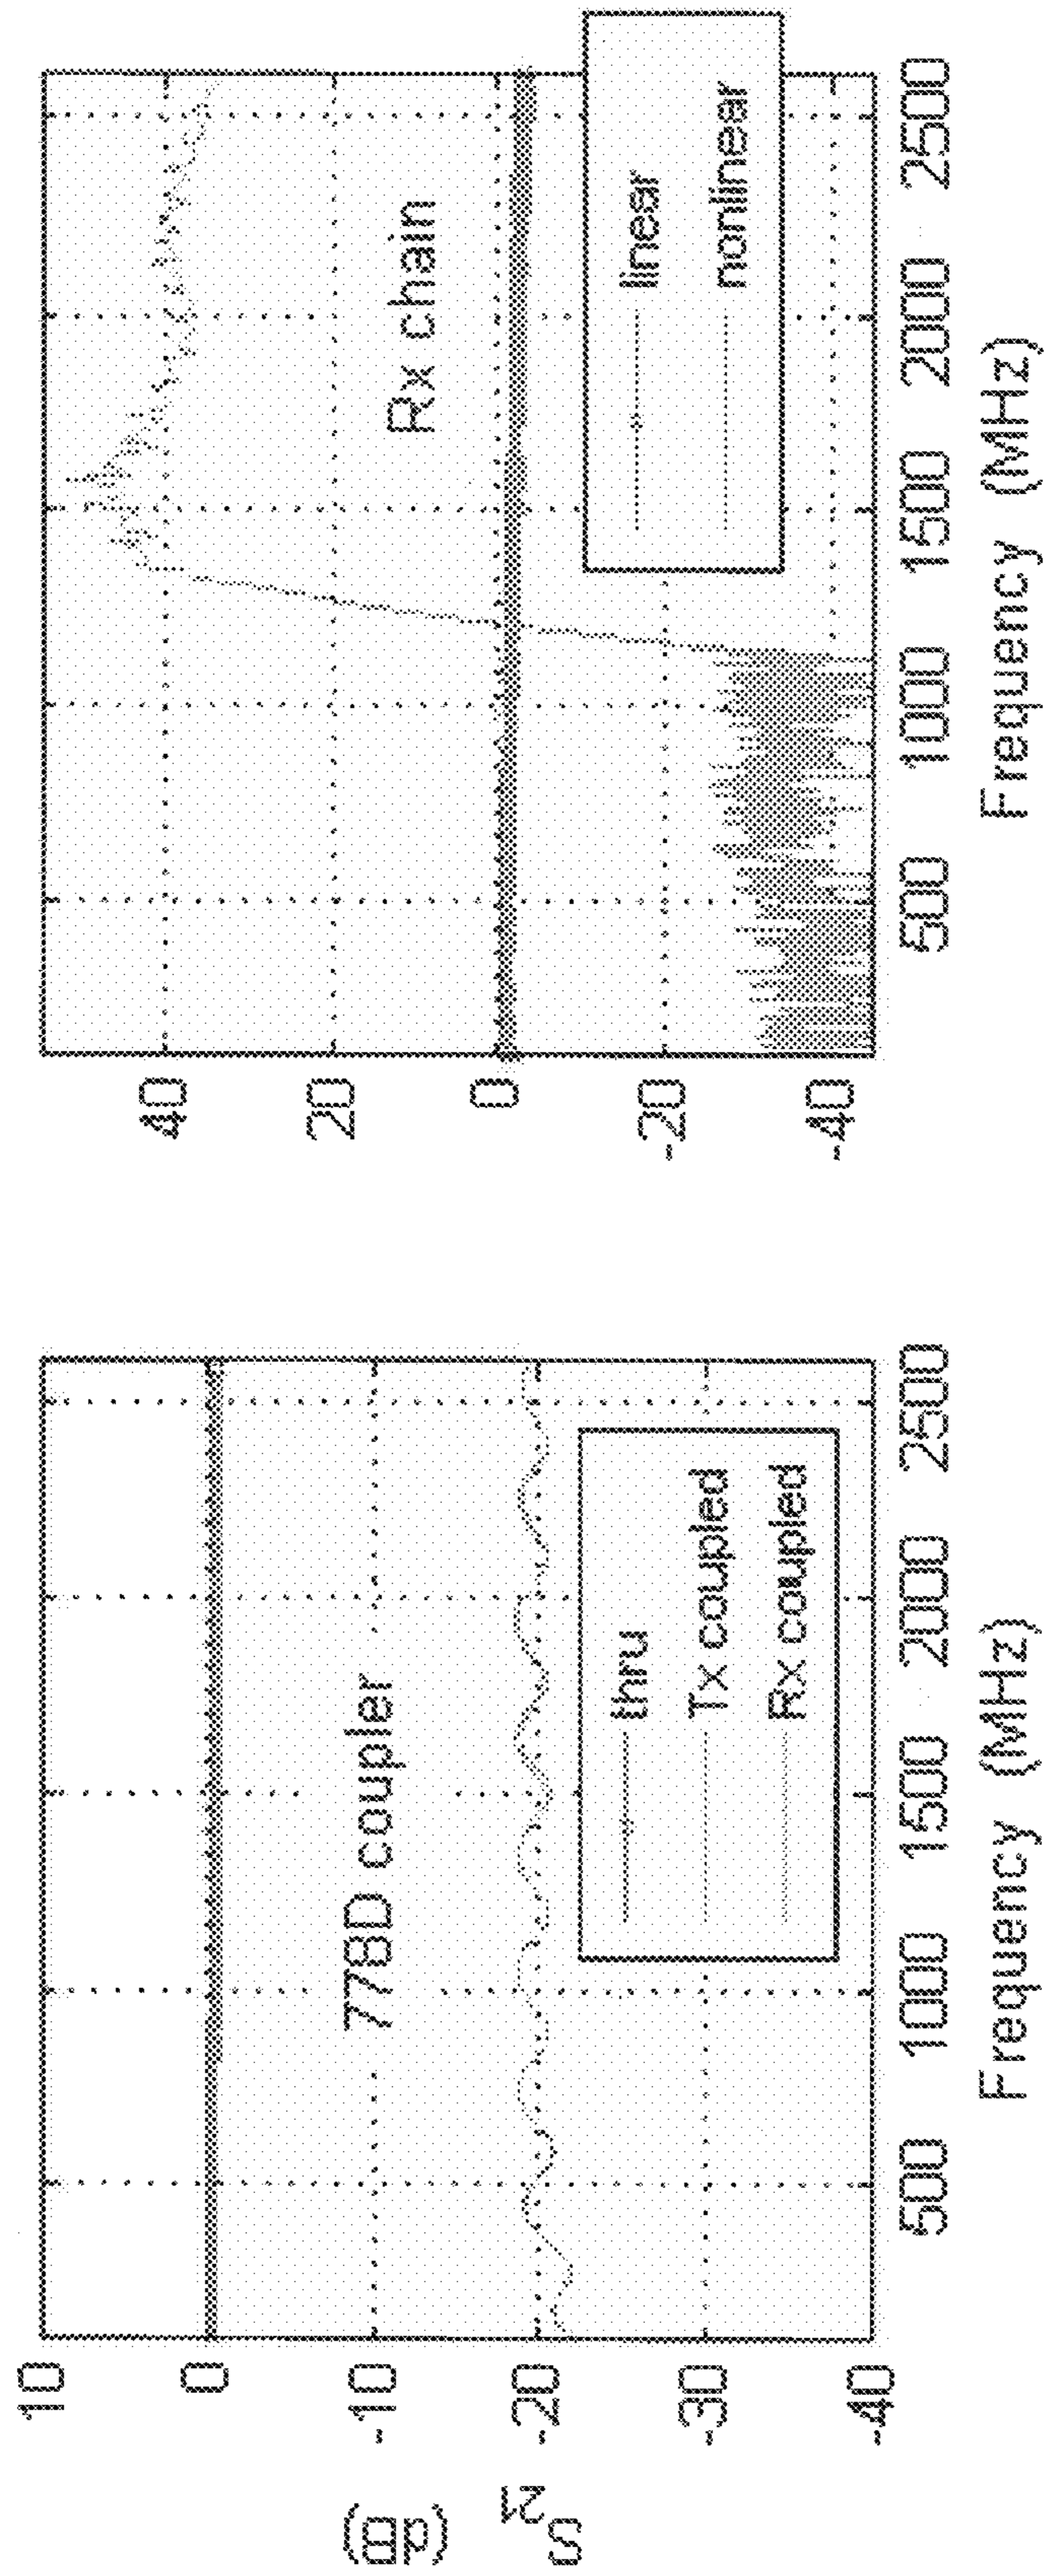 S21
(dB)
10
0
-10
-20
-30
-40
778D coupler
thru
Tx coupled
Rx coupled
500
1000
1500
2000
2500
Frequency (MHz)
40
20
0
-20
-40
Rx chain
linear
nonlinear
500
1000
1500
2000
2500
Frequency (MHz)